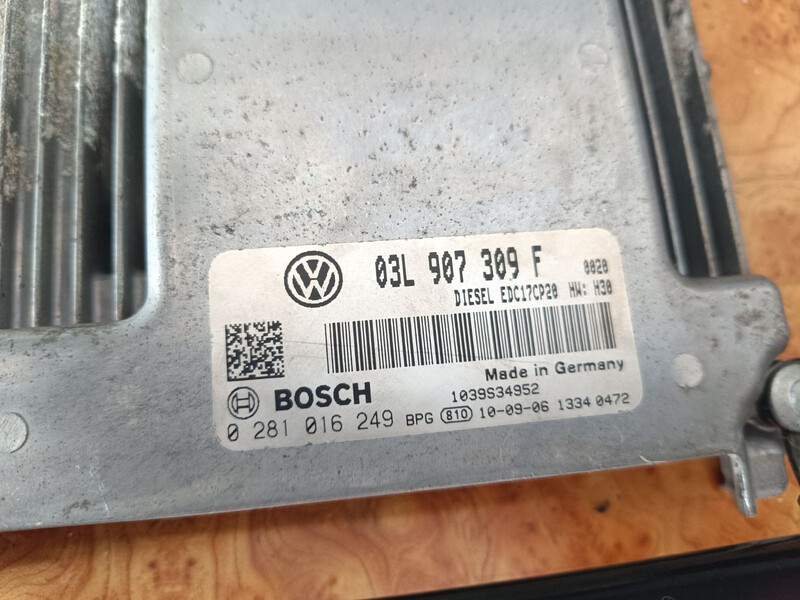 03L 907 309 F 0020
DIESEL EDC17CP20 HW: H30
Made in Germany
BOSCH 1039S34952
0 281 016 249 BPG 810 10-09-06 1334 0472